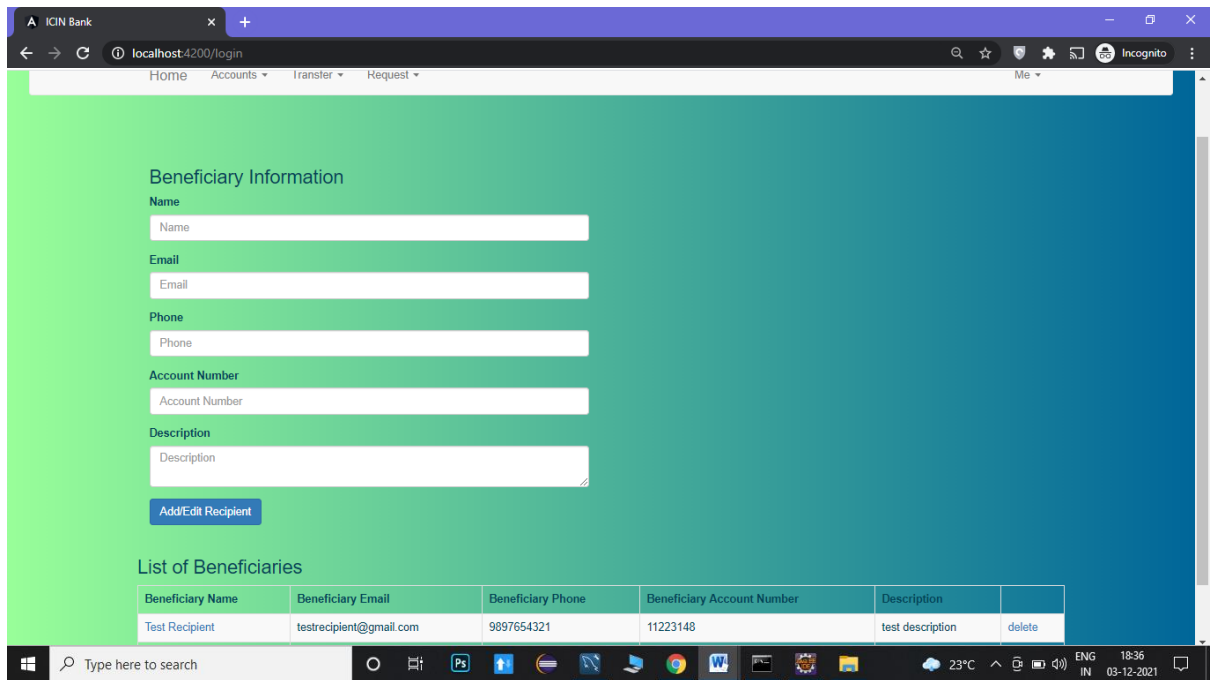 ICIN Bank
localhost:4200/login
Incognito
Home Accounts Transfer Request Me
Beneficiary Information
Name
Name
Email
Email
Phone
Phone
Account Number
Account Number
Description
Description
Add/Edit Recipient
List of Beneficiaries
Beneficiary Name Beneficiary Email Beneficiary Phone Beneficiary Account Number Description
Test Recipient testrecipient@gmail.com 9897654321 11223148 test description delete
Type here to search Ps W 23°C ENG 18:36
IN 03-12-2021